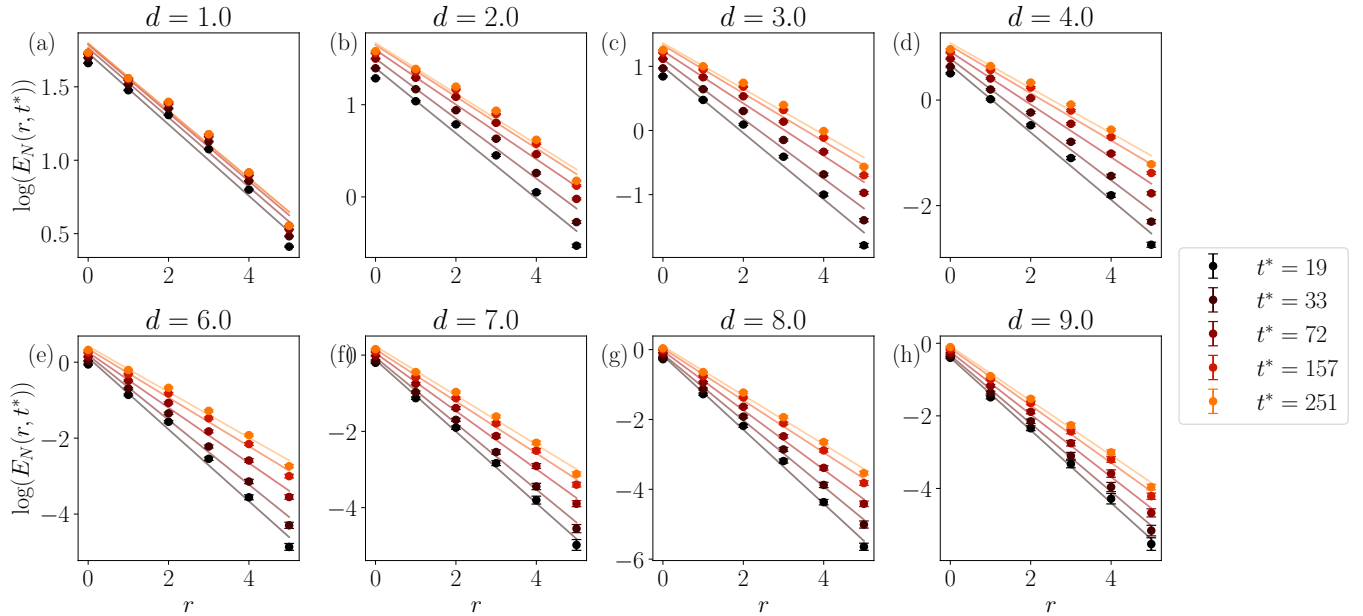 d = 1.0
d = 2.0
d = 3.0
d = 4.0
(a)
(b)
(c)
(d)
log(E_N(r, t*))
1.5
1.0
0.5
1
0
1
0
−1
0
−2
0 2 4
0 2 4
0 2 4
0 2 4
d = 6.0
d = 7.0
d = 8.0
d = 9.0
(e)
(f)
(g)
(h)
log(E_N(r, t*))
0
−2
−4
0
−2
−4
0
−2
−4
−6
0
−2
−4
0 2 4
0 2 4
0 2 4
0 2 4
r
r
r
r
t* = 19
t* = 33
t* = 72
t* = 157
t* = 251